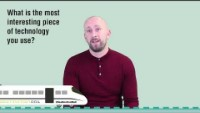 What is the most
interesting piece
of technology
you use?